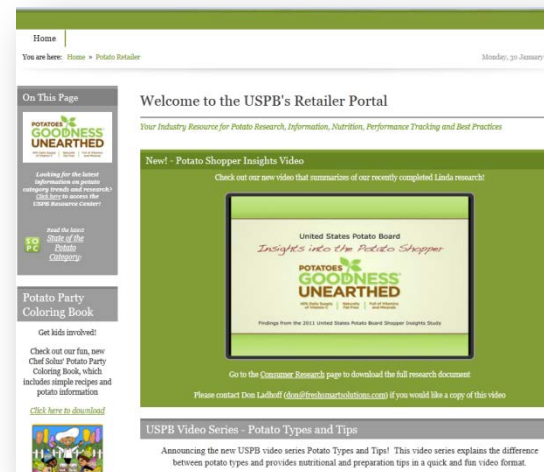 Home
You are here: Home » Potato Retailer
Monday, 30 January
On This Page
POTATOES
GOODNESS
UNEARTHED
Looking for the latest
information on potato
category trends and research?
Click here to access the
USPB Resource Center!
SO
PC
Read the latest
State of the
Potato
Category:
Potato Party
Coloring Book
Get kids involved!
Check out our fun, new
Chef Solus' Potato Party
Coloring Book, which
includes simple recipes and
potato information
Click here to download
Welcome to the USPB's Retailer Portal
Your Industry Resource for Potato Research, Information, Nutrition, Performance Tracking and Best Practices
New! - Potato Shopper Insights Video
Check out our new video that summarizes of our recently completed Linda research!
United States Potato Board
Insights into the Potato Shopper
POTATOES
GOODNESS
UNEARTHED
Findings from the 2011 United States Potato Board Shopper Insights Study
Go to the Consumer Research page to download the full research document
Please contact Don Ladhoff (don@freshsmartsolutions.com) if you would like a copy of this video
USPB Video Series - Potato Types and Tips
Announcing the new USPB video series Potato Types and Tips! This video series explains the difference
between potato types and provides nutritional and preparation tips in a quick and fun video format.